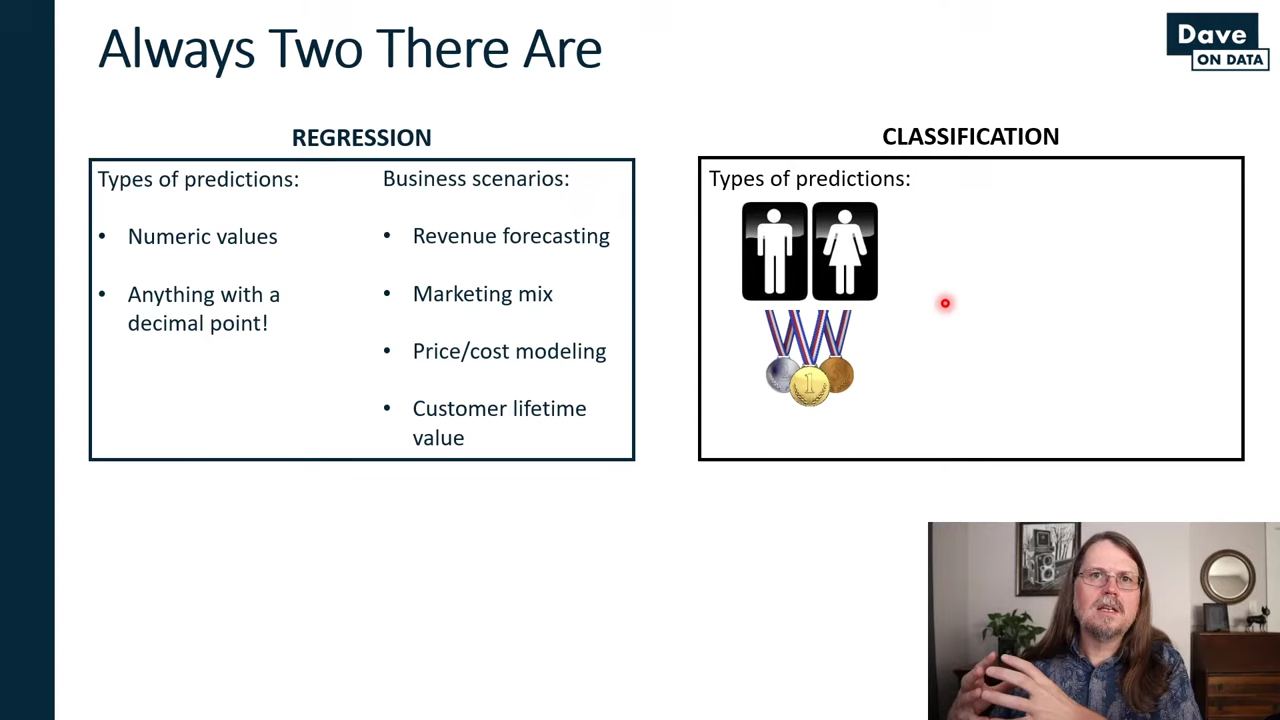 Always Two There Are
Dave
ON DATA
REGRESSION
Types of predictions:
• Numeric values
• Anything with a
decimal point!
Business scenarios:
• Revenue forecasting
• Marketing mix
• Price/cost modeling
• Customer lifetime
value
CLASSIFICATION
Types of predictions:
1